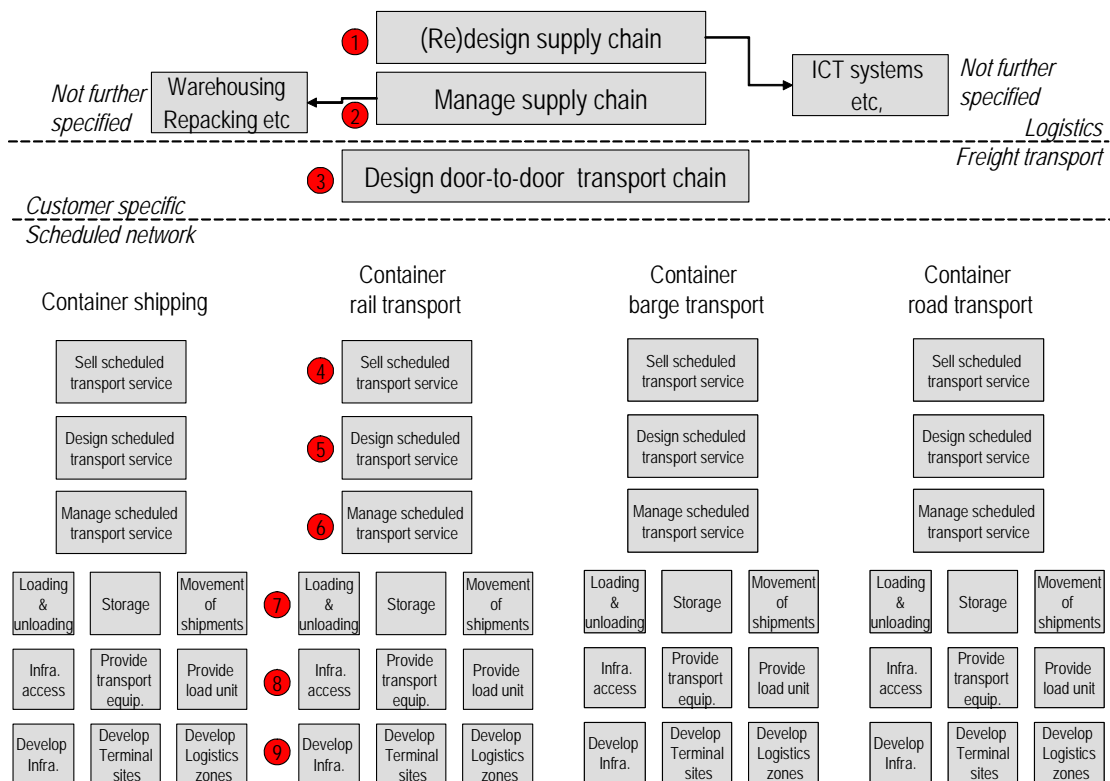 1
(Re)design supply chain
ICT systems
etc,
Not further
specified
Not further
specified
Warehousing
Repacking etc
2
Manage supply chain
Logistics
Freight transport
3
Design door-to-door transport chain
Customer specific
Scheduled network
Container shipping
Container
rail transport
Container
barge transport
Container
road transport
Sell scheduled
transport service
4
Sell scheduled
transport service
Sell scheduled
transport service
Sell scheduled
transport service
Design scheduled
transport service
5
Design scheduled
transport service
Design scheduled
transport service
Design scheduled
transport service
Manage scheduled
transport service
6
Manage scheduled
transport service
Manage scheduled
transport service
Manage scheduled
transport service
Loading
&
unloading
Storage
Movement
of
shipments
7
Loading
&
unloading
Storage
Movement
of
shipments
Loading
&
unloading
Storage
Movement
of
shipments
Loading
&
unloading
Storage
Movement
of
shipments
Infra.
access
Provide
transport
equip.
Provide
load unit
8
Infra.
access
Provide
transport
equip.
Provide
load unit
Infra.
access
Provide
transport
equip.
Provide
load unit
Infra.
access
Provide
transport
equip.
Provide
load unit
Develop
Infra.
Develop
Terminal
sites
Develop
Logistics
zones
9
Develop
Infra.
Develop
Terminal
sites
Develop
Logistics
zones
Develop
Infra.
Develop
Terminal
sites
Develop
Logistics
zones
Develop
Infra.
Develop
Terminal
sites
Develop
Logistics
zones